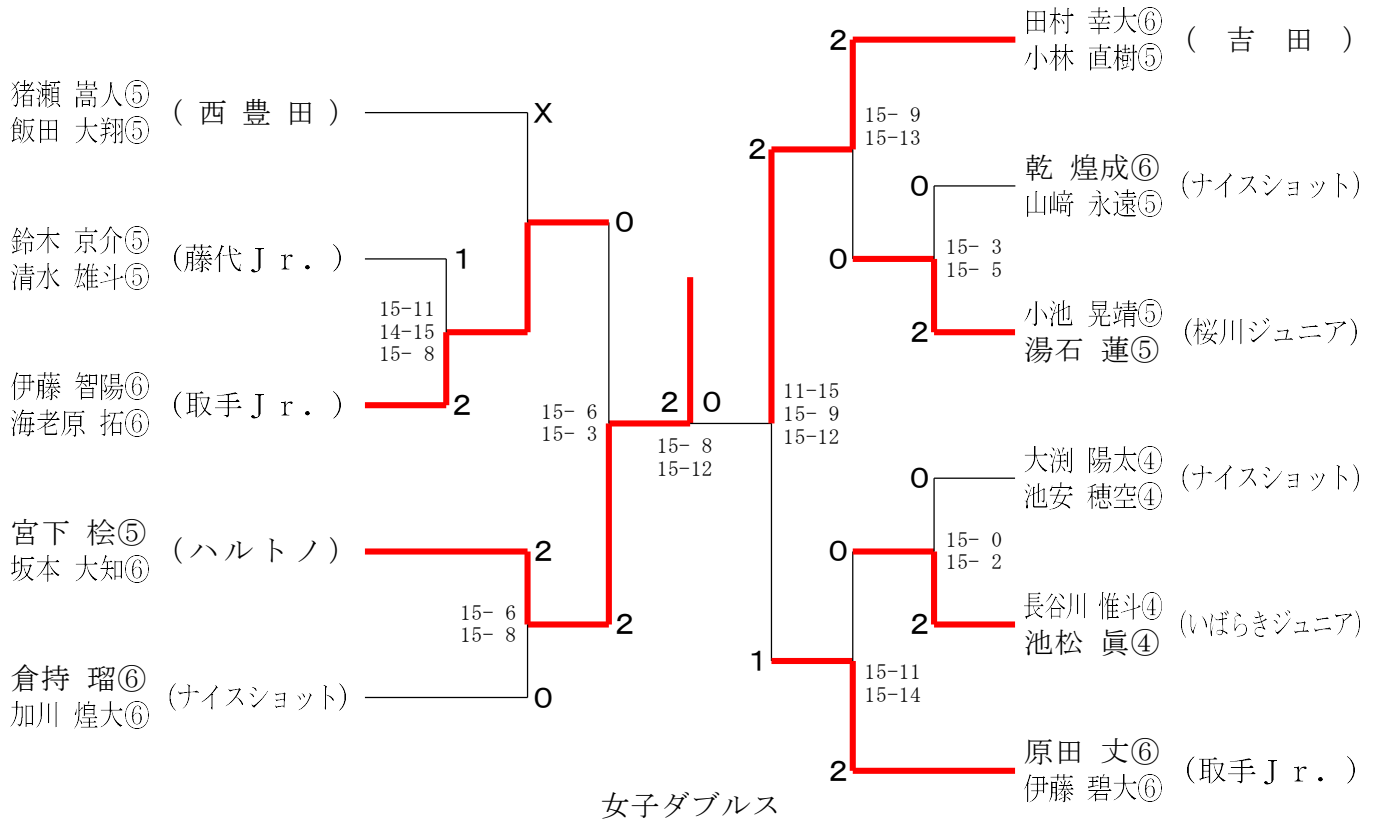 猪瀬 嵩人⑤
飯田 大翔⑤
( 西 豊 田 )
X
鈴木 京介⑤
清水 雄斗⑤
(藤代Ｊｒ．)
1
0
15-11
14-15
15- 8
伊藤 智陽⑥
海老原 拓⑥
(取手Ｊｒ．)
2
15- 6
15- 3
宮下 桧⑤
坂本 大知⑥
(ハルトノ)
2
15- 6
15- 8
2
倉持 瑠⑥
加川 煌大⑥
(ナイスショット)
0
2 0
15- 8
15-12
2
田村 幸大⑥
小林 直樹⑤
( 吉 田 )
15- 9
15-13
2
0
乾 煌成⑥
山﨑 永遠⑤
(ナイスショット)
15- 3
15- 5
0
2
小池 晃靖⑤
湯石 蓮⑤
(桜川ジュニア)
11-15
15- 9
15-12
0
大渕 陽太④
池安 穂空④
(ナイスショット)
0
15- 0
15- 2
2
長谷川 惟斗④
池松 眞④
(いばらきジュニア)
1
15-11
15-14
2
原田 丈⑥
伊藤 碧大⑥
(取手Ｊｒ．)
女子ダブルス